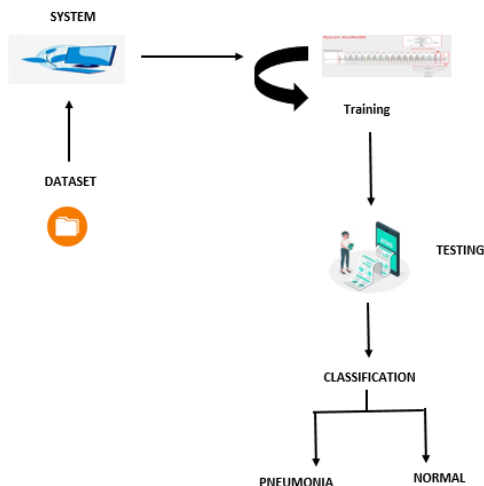 SYSTEM
Training
DATASET
TESTING
CLASSIFICATION
PNEUMONIA
NORMAL